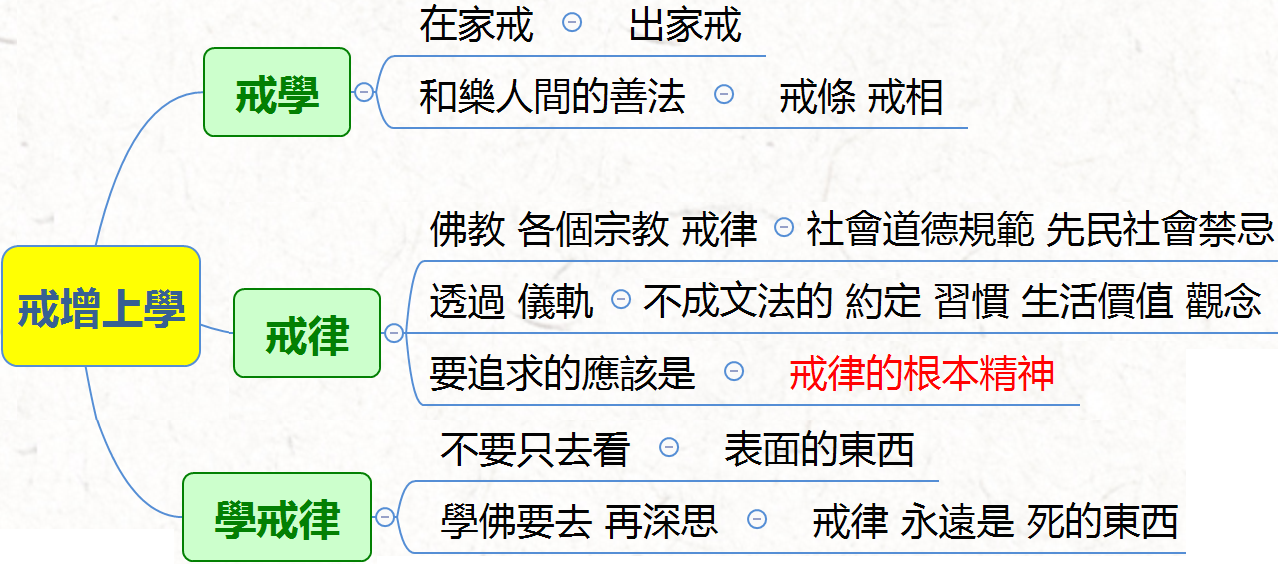 在家戒 出家戒
戒學
和樂人間的善法 戒條 戒相
佛教 各個宗教 戒律 社會道德規範 先民社會禁忌
戒增上學
透過 儀軌 不成文法的 約定 習慣 生活價值 觀念
戒律
要追求的應該是 戒律的根本精神
不要只去看 表面的東西
學戒律
學佛要去 再深思 戒律 永遠是 死的東西